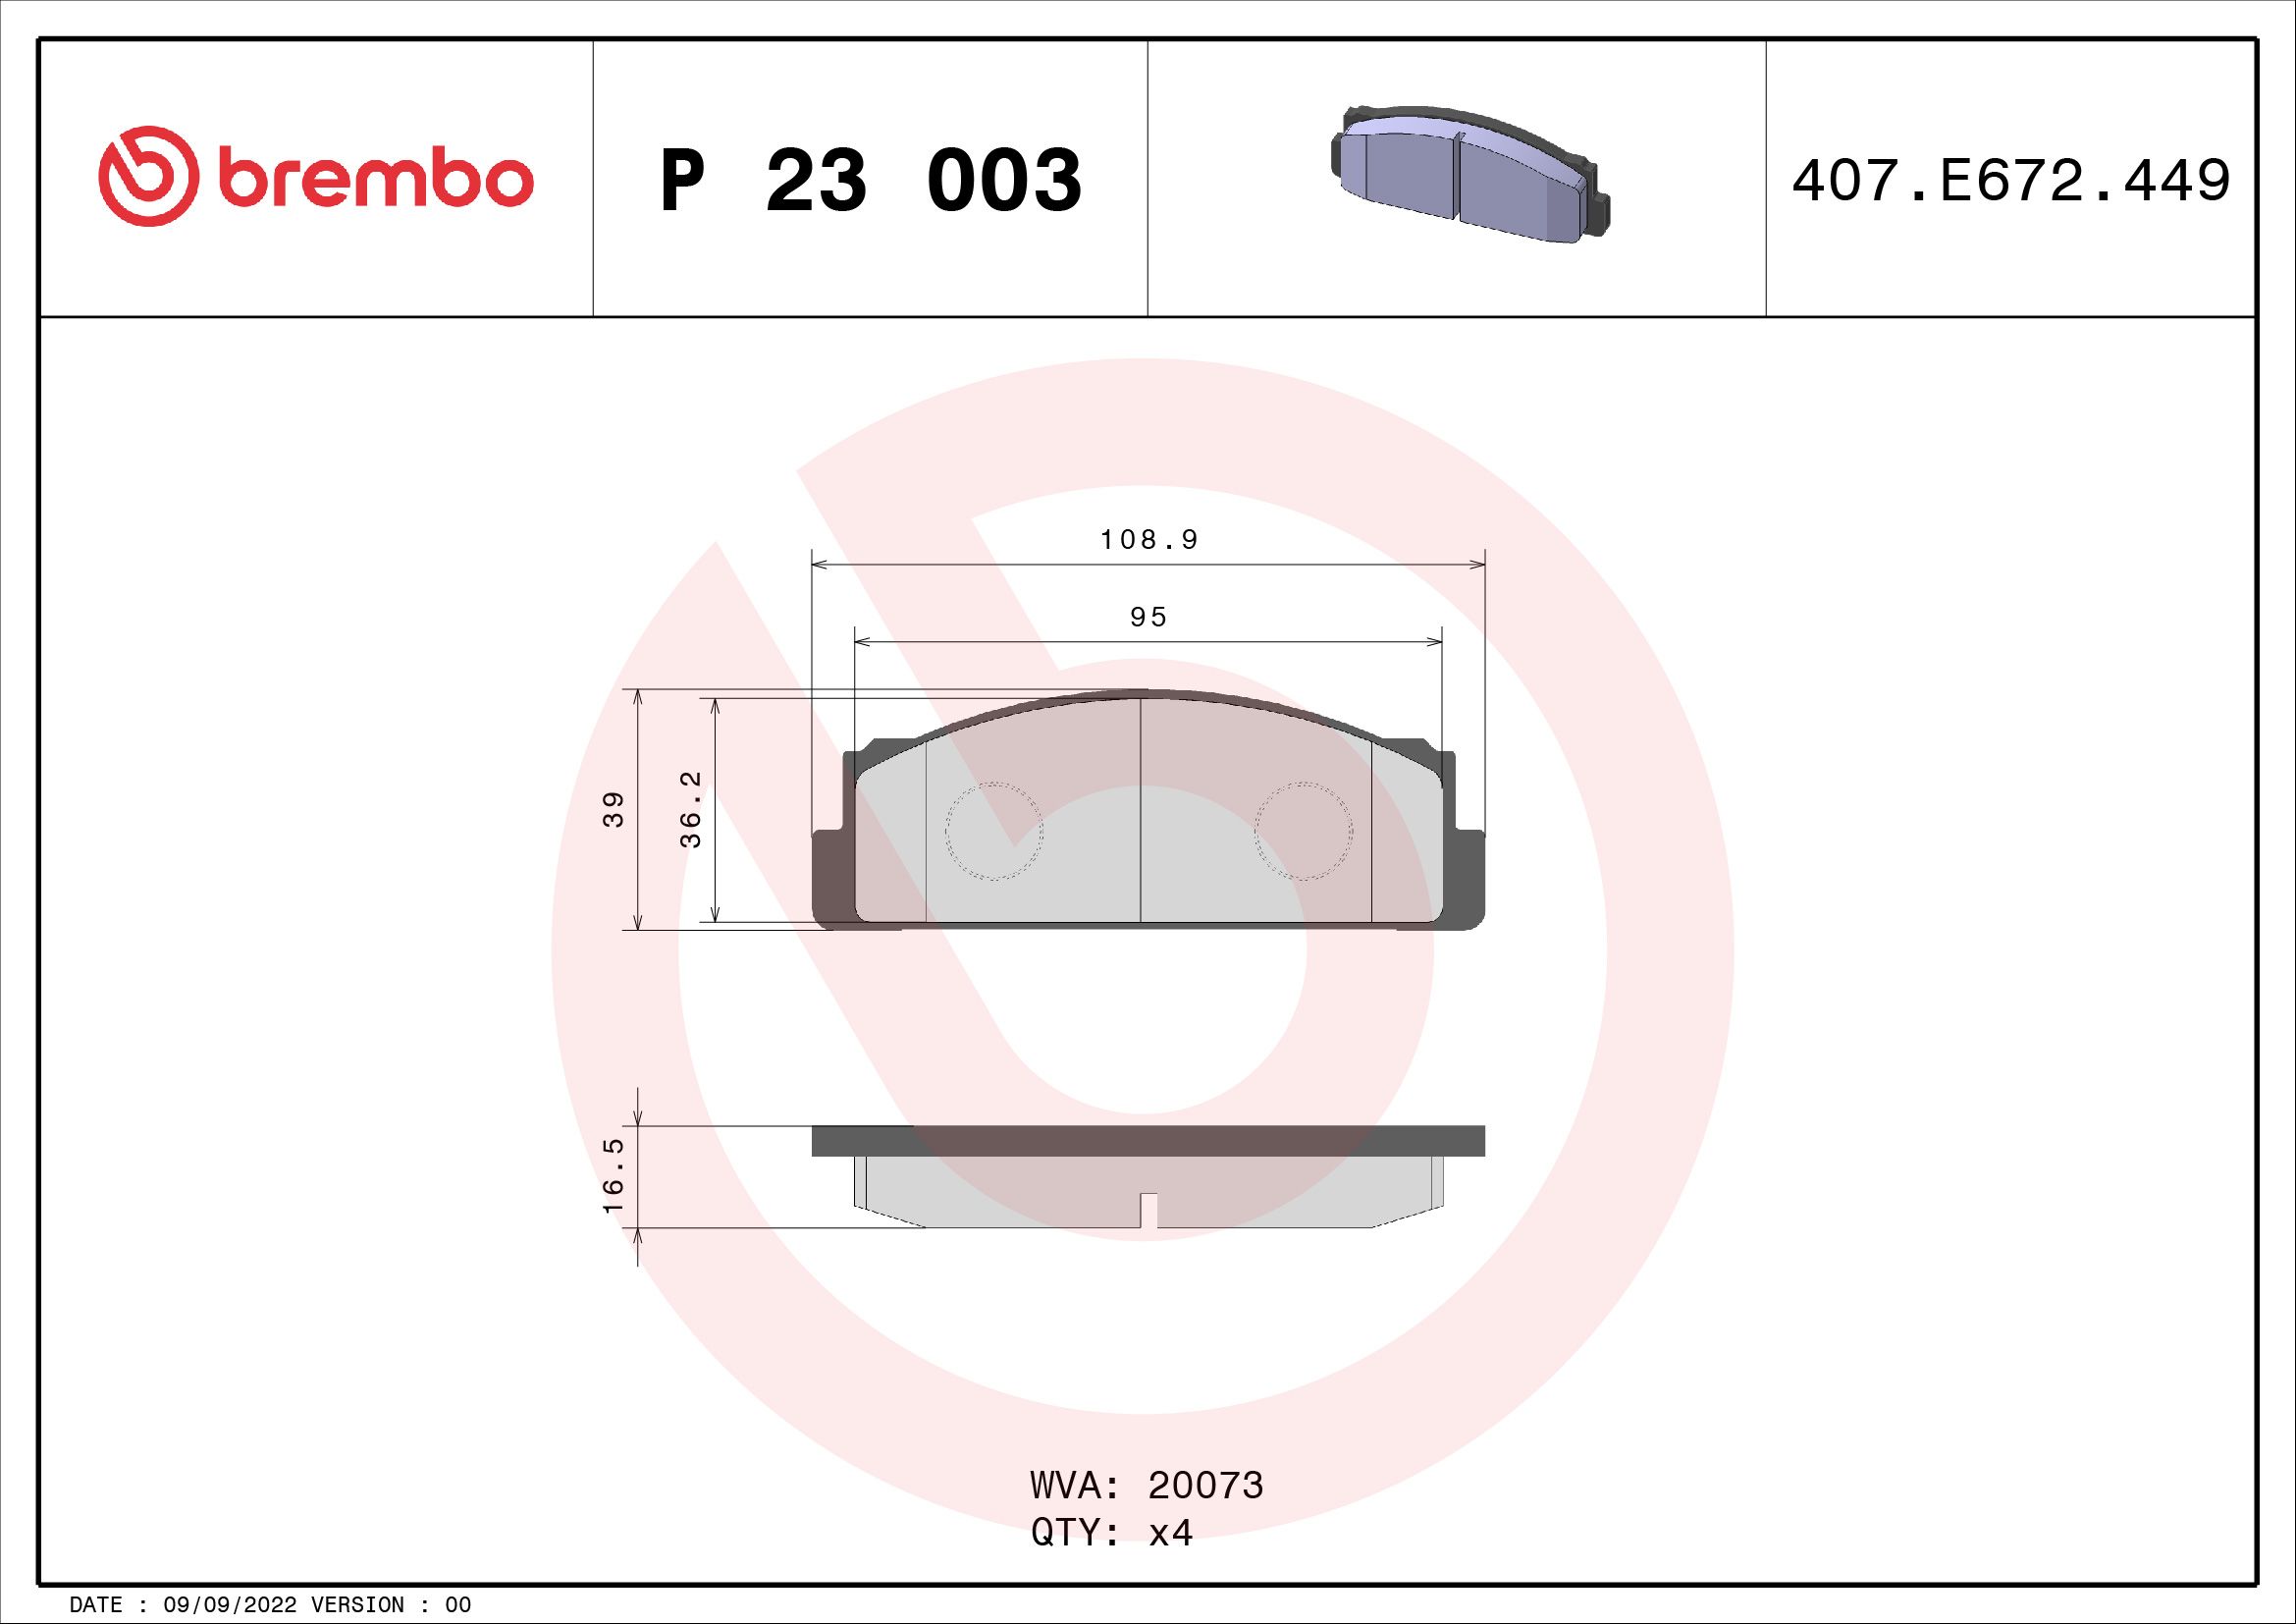 brembo
P 23 003
407.E672.449
108.9
95
39
36.2
16.5
WVA: 20073
QTY: x4
DATE : 09/09/2022 VERSION : 00